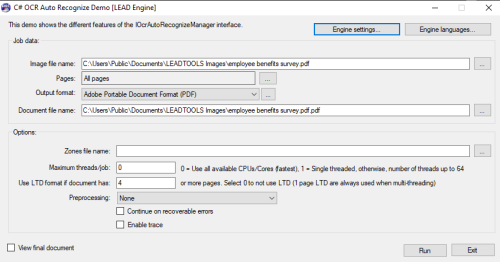 C# OCR Auto Recognize Demo [LEAD Engine]
This demo shows the different features of the IOcrAutoRecognizeManager interface.
Engine settings...
Engine languages...
Job data:
Image file name: C:\Users\Public\Documents\LEADTOOLS Images\employee benefits survey.pdf ...
Pages: All pages ...
Output format: Adobe Portable Document Format (PDF) ...
Document file name: C:\Users\Public\Documents\LEADTOOLS Images\employee benefits survey.pdf.pdf ...
Options:
Zones file name: ...
Maximum threads/job: 0 0 = Use all available CPUs/Cores (fastest), 1 = Single threaded, otherwise, number of threads up to 64
Use LTD format if document has: 4 or more pages. Select 0 to not use LTD (1 page LTD are always used when multi-threading)
Preprocessing: None
Continue on recoverable errors
Enable trace
View final document
Run
Exit